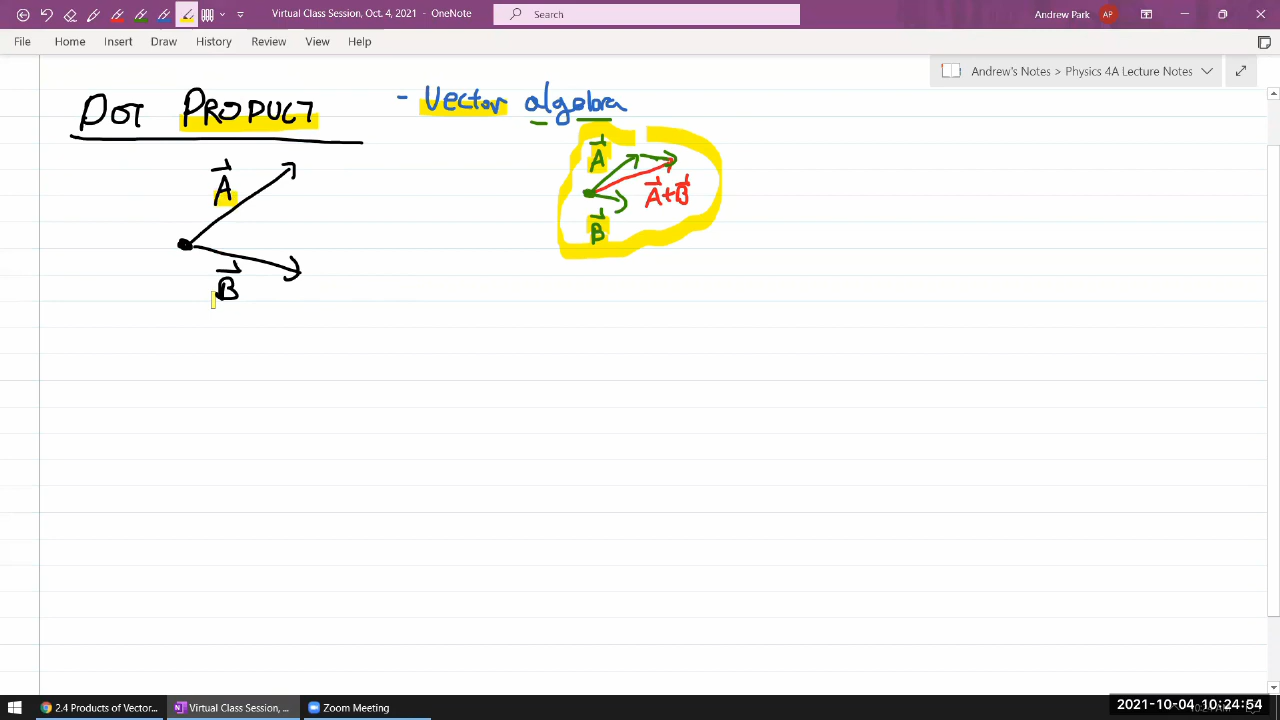 Virtual Class Session, Oct. 4, 2021 - OneNote
Search
Andrew Park
AP
File Home Insert Draw History Review View Help
Andrew's Notes > Physics 4A Lecture Notes
DOT PRODUCT
- Vector algebra
A⃗
B⃗
A⃗
A⃗+B⃗
B⃗
2.4 Products of Vector...
Virtual Class Session, ...
Zoom Meeting
2021-10-04 10:24:54